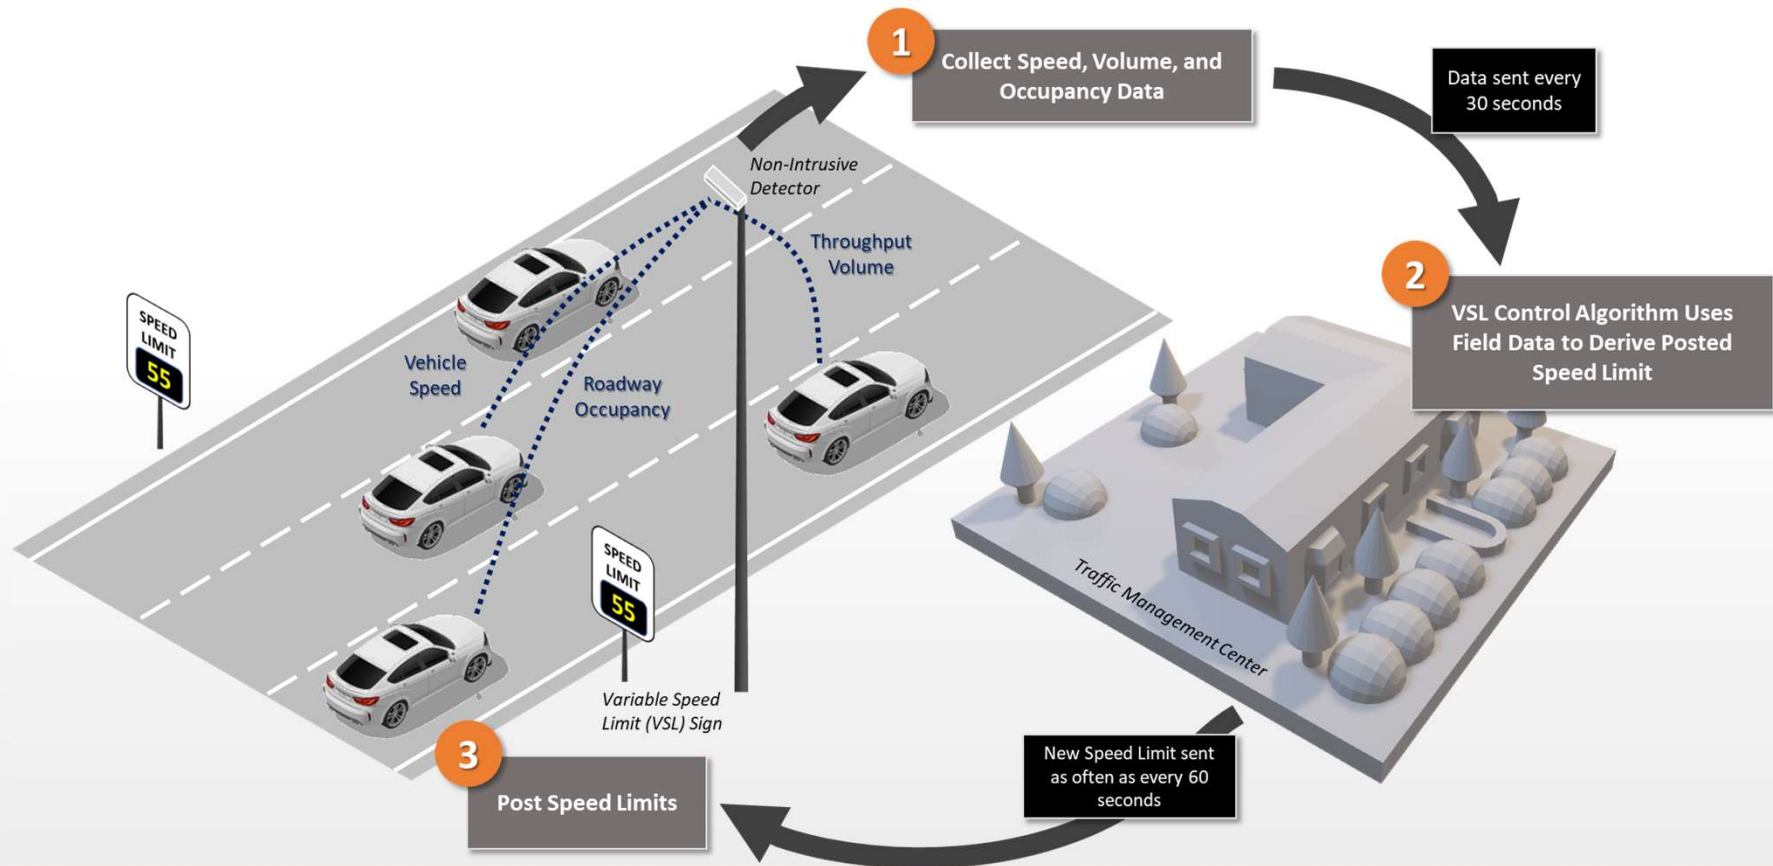 1
Collect Speed, Volume, and
Occupancy Data
Data sent every
30 seconds
Non-Intrusive
Detector
Throughput
Volume
2
VSL Control Algorithm Uses
Field Data to Derive Posted
Speed Limit
SPEED
LIMIT
55
Vehicle
Speed
Roadway
Occupancy
SPEED
LIMIT
55
Traffic Management Center
Variable Speed
Limit (VSL) Sign
3
Post Speed Limits
New Speed Limit sent
as often as every 60
seconds